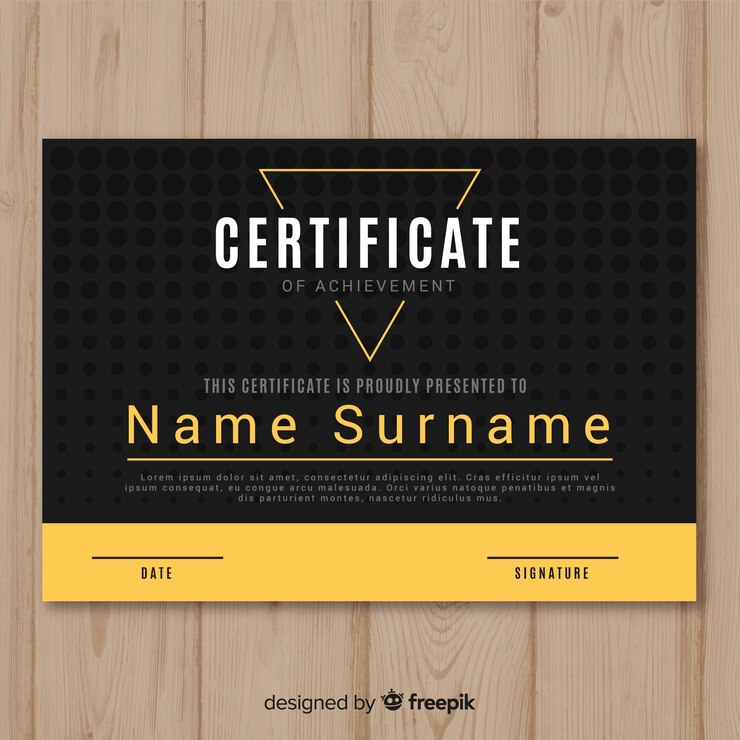 CERTIFICATE
OF ACHIEVEMENT
THIS CERTIFICATE IS PROUDLY PRESENTED TO
Name Surname
Lorem ipsum dolor sit amet, consectetur adipiscing elit. Cras efficitur ipsum vel
ipsum consequat, eu congue arcu malesuada. Orci varius natoque penatibus et magnis
dis parturient montes, nascetur ridiculus mus.
DATE
SIGNATURE
designed by freepik